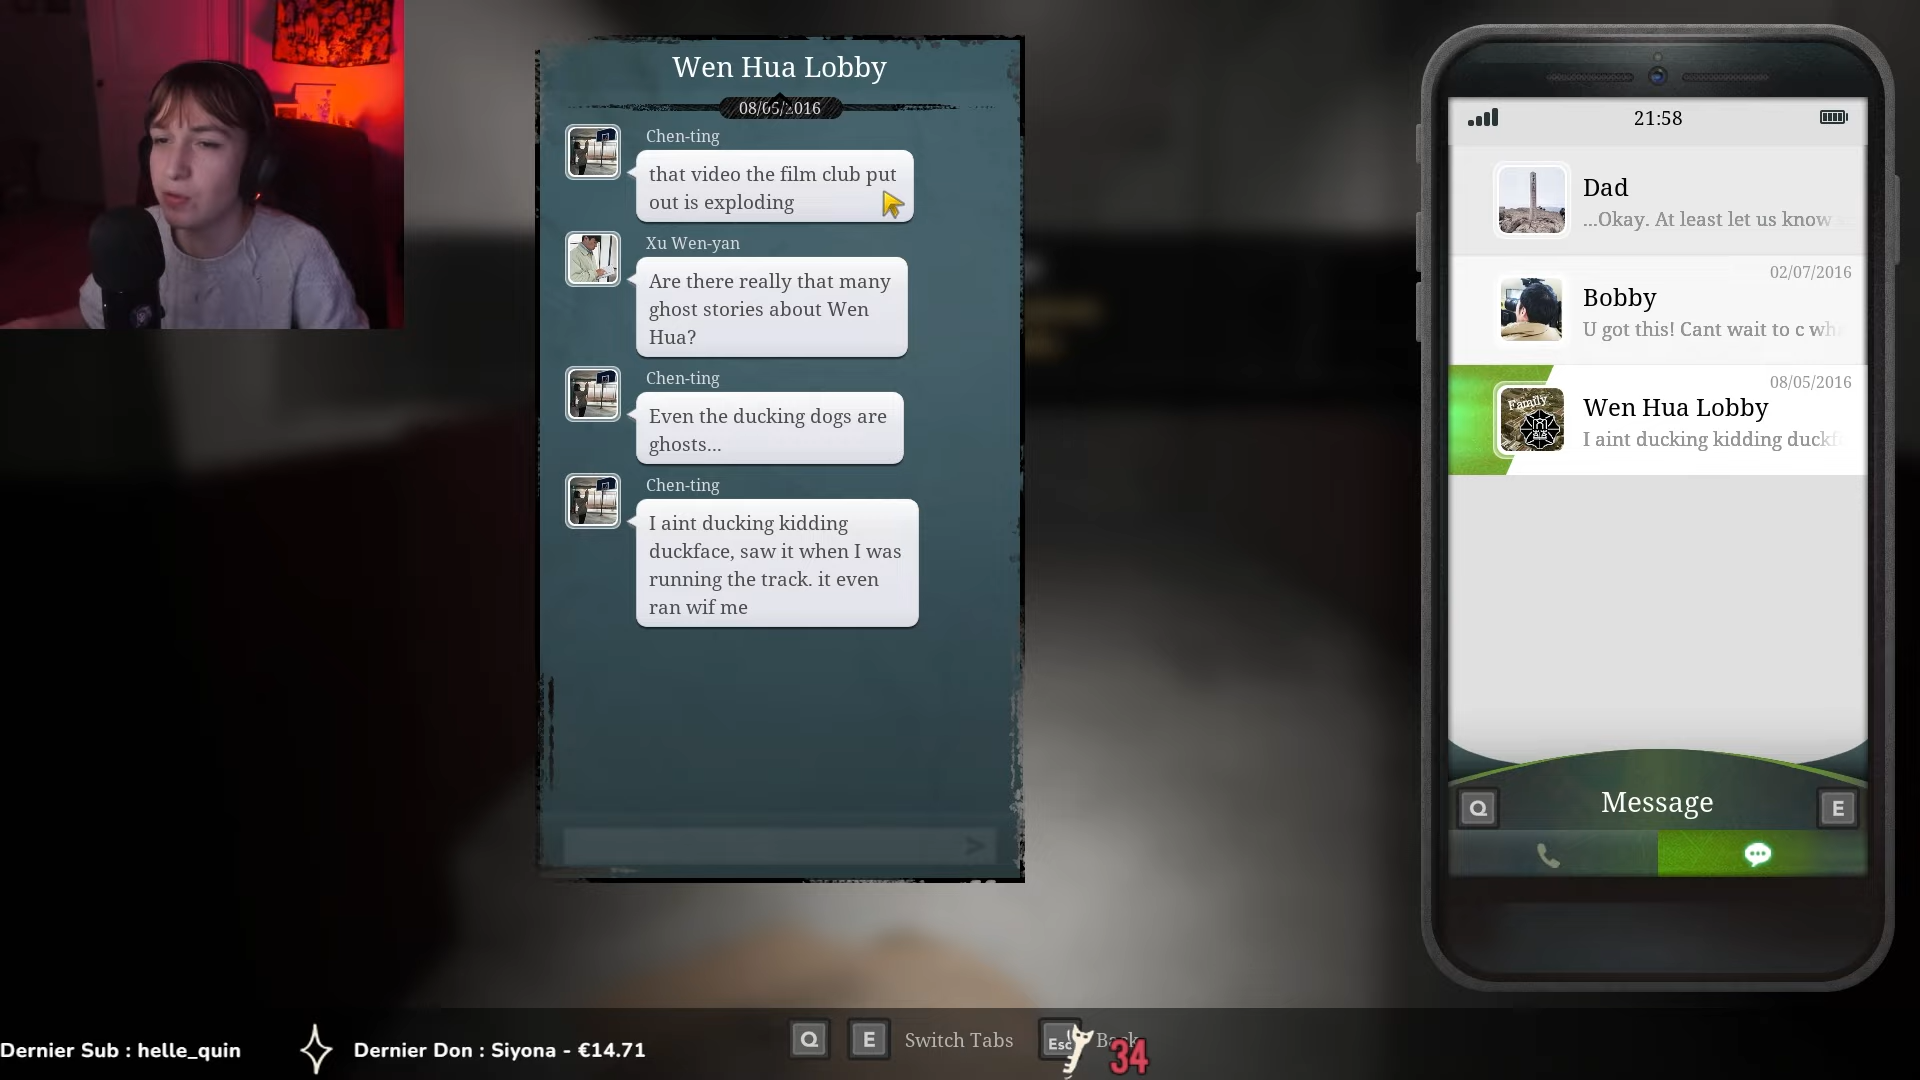 Wen Hua Lobby
08/05/2016
Chen-ting
that video the film club put
out is exploding
Xu Wen-yan
Are there really that many
ghost stories about Wen
Hua?
Chen-ting
Even the ducking dogs are
ghosts...
Chen-ting
I aint ducking kidding
duckface, saw it when I was
running the track. it even
ran wif me
21:58
Dad
...Okay. At least let us know
02/07/2016
Bobby
U got this! Cant wait to c wh
08/05/2016
Family
Wen Hua Lobby
I aint ducking kidding duckf
Q
Message
E
Dernier Sub : helle_quin
Dernier Don : Siyona - €14.71
Q E Switch Tabs Esc Back
34